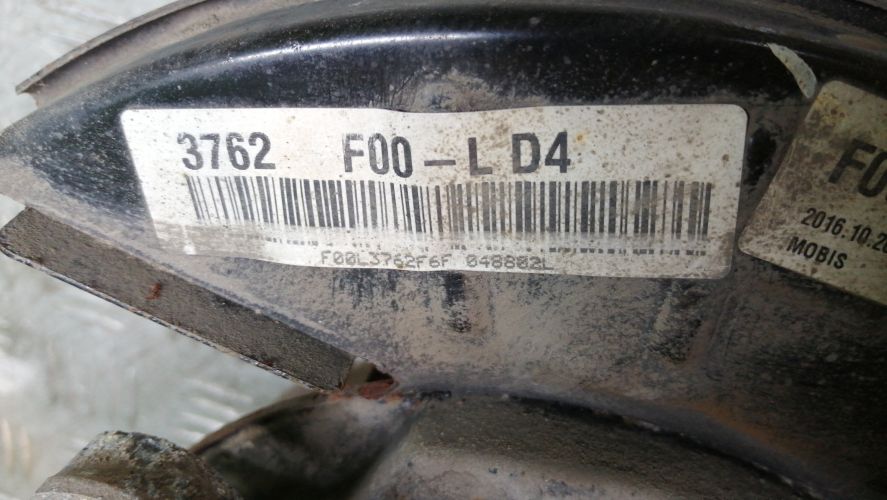 3762 F00-L D4
F00L3762F6F 048802L
F0
2016.10.2
MOBIS